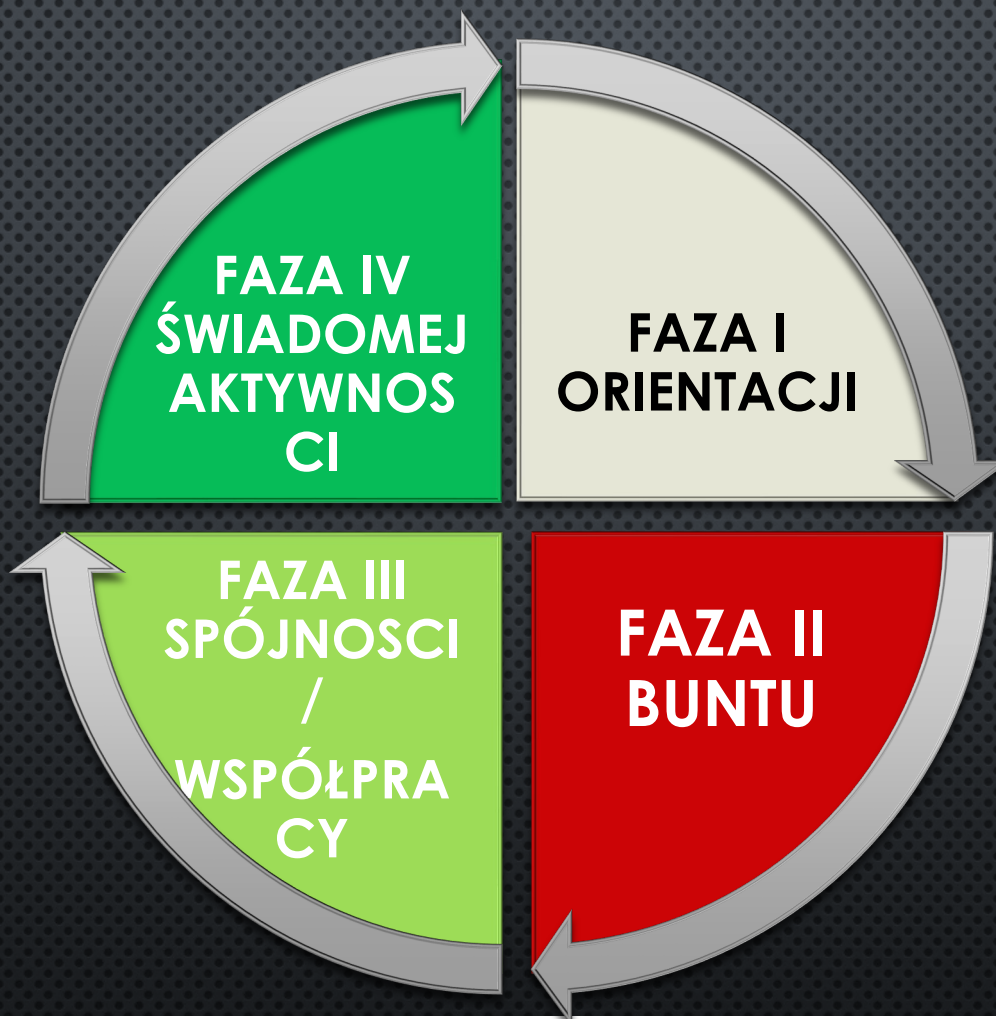 FAZA IV
ŚWIADOMEJ
AKTYWNOS
CI
FAZA I
ORIENTACJI
FAZA III
SPÓJNOSCI
/
WSPÓŁPRA
CY
FAZA II
BUNTU